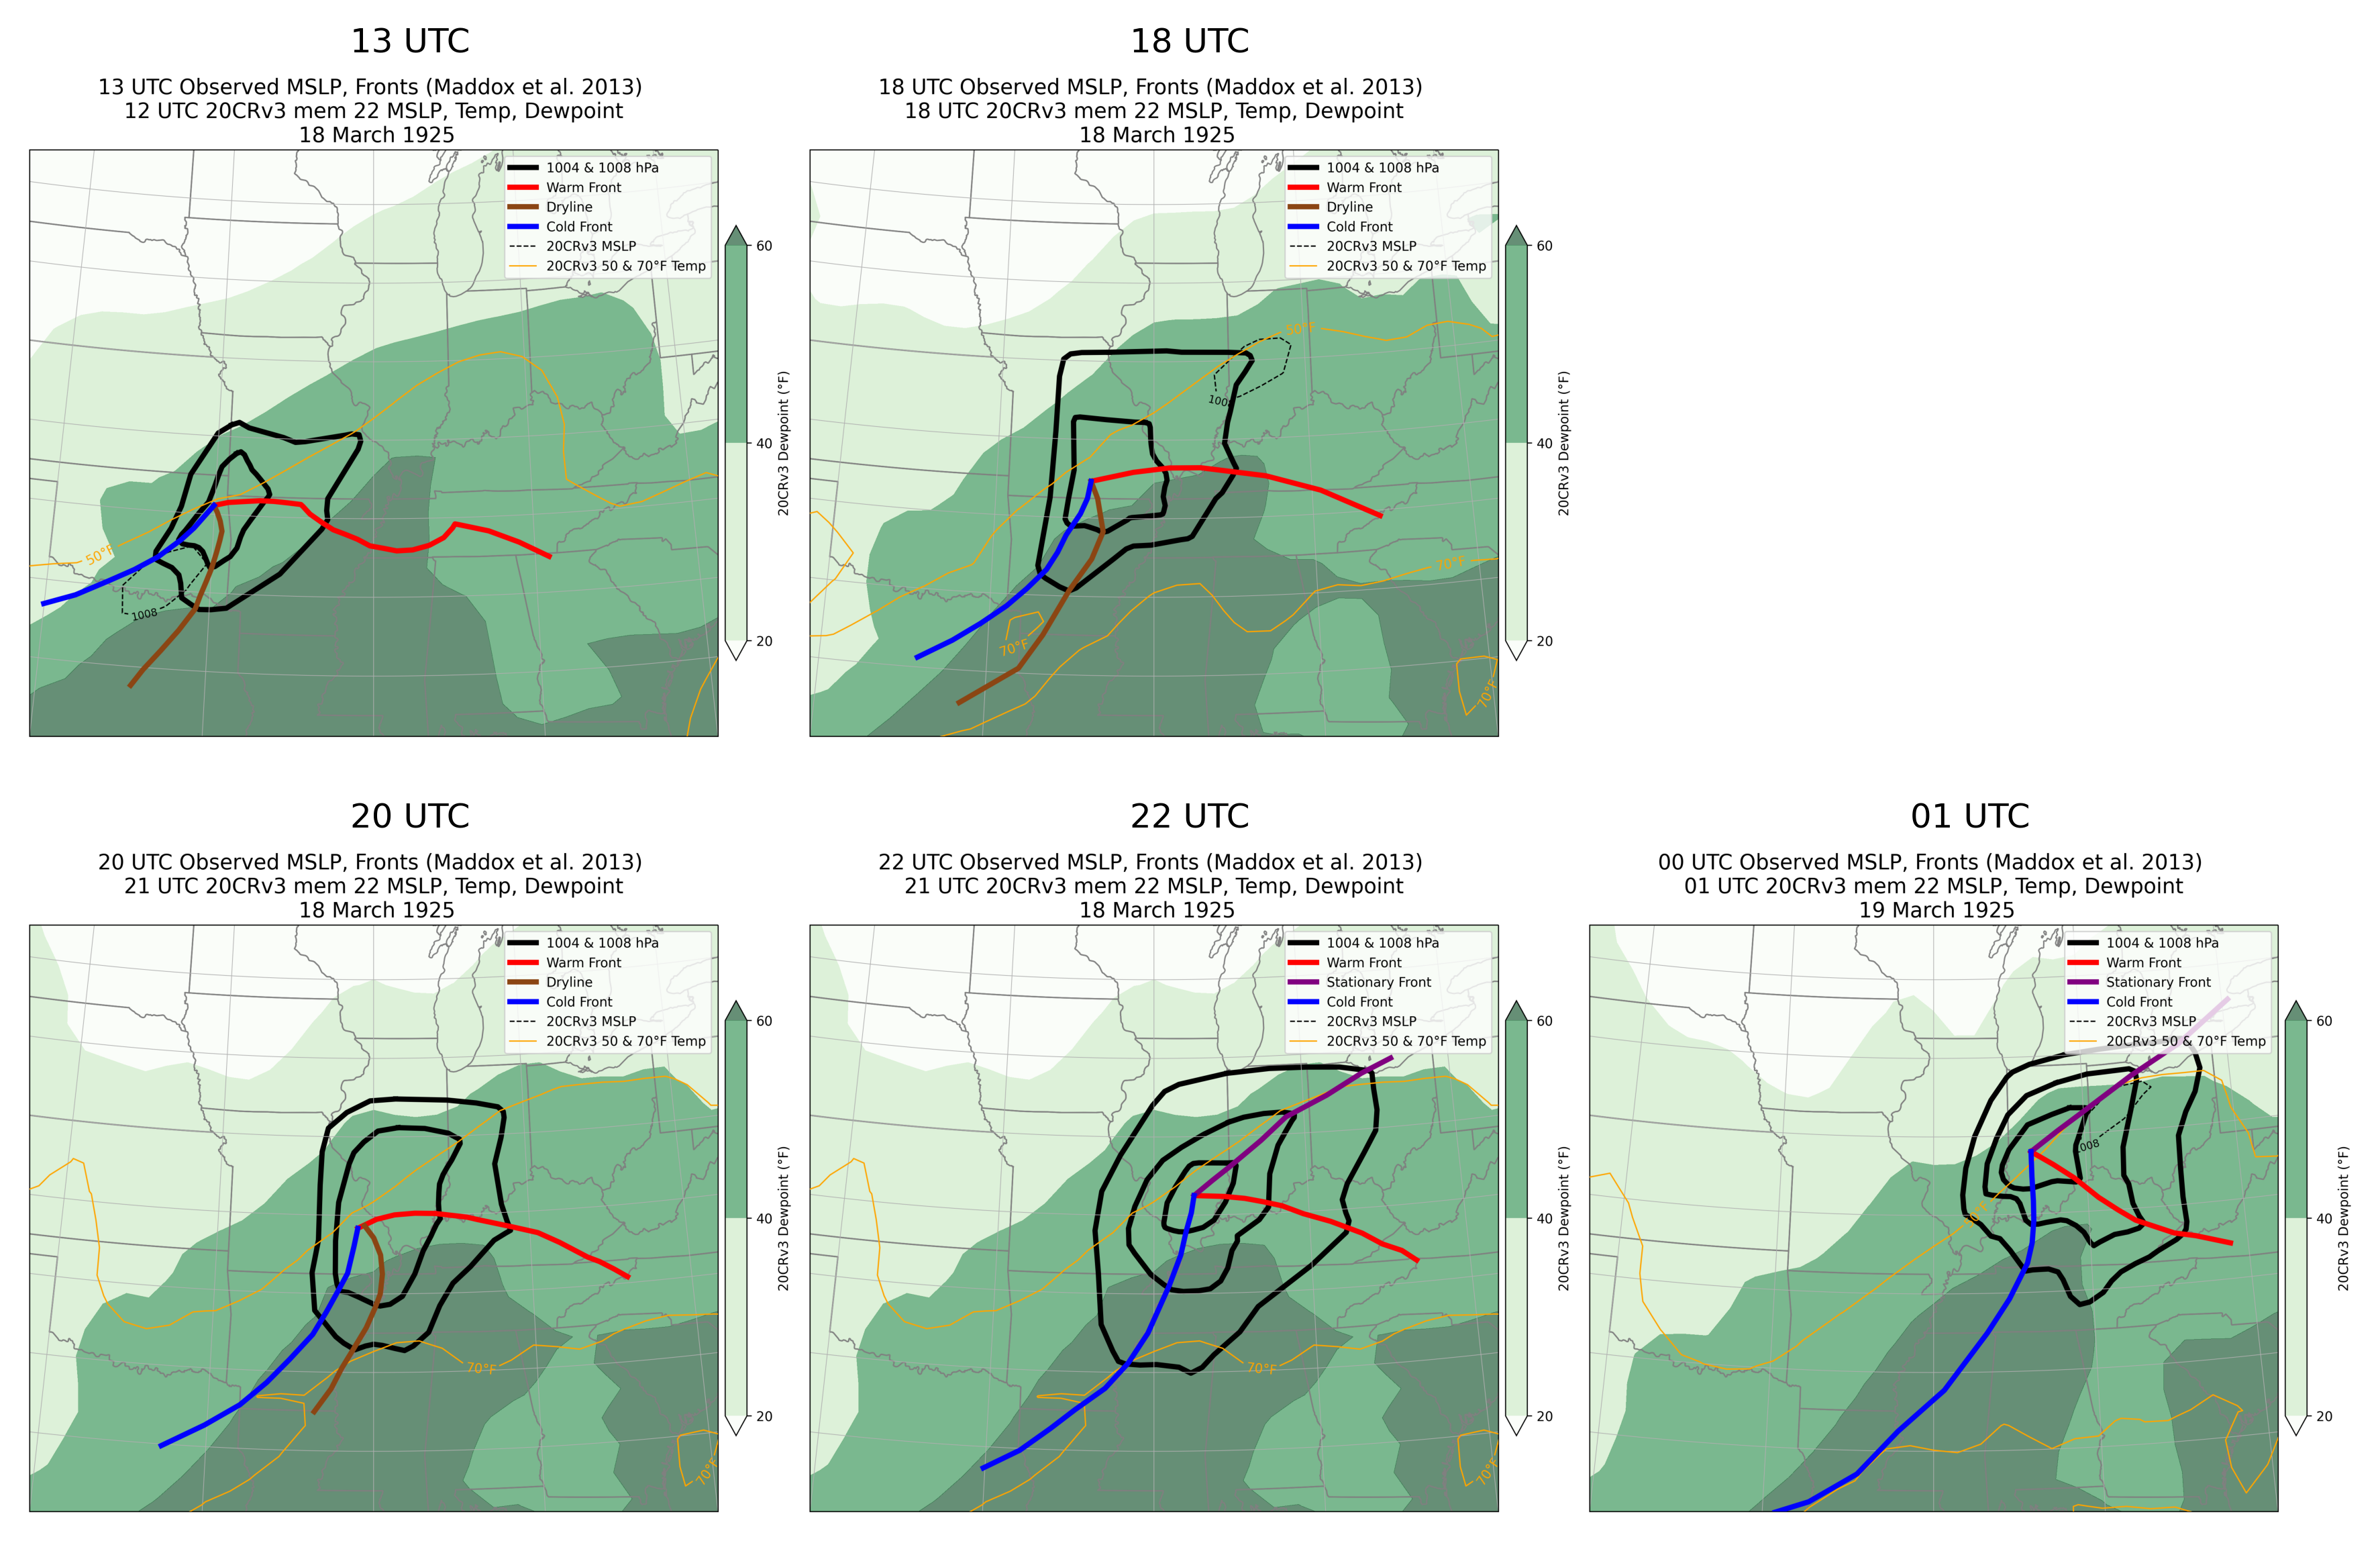 13 UTC
13 UTC Observed MSLP, Fronts (Maddox et al. 2013)
12 UTC 20CRv3 mem 22 MSLP, Temp, Dewpoint
18 March 1925
1004 & 1008 hPa
Warm Front
Dryline
Cold Front
20CRv3 MSLP
20CRv3 50 & 70°F Temp
50°F
1008
60
40
20
20CRv3 Dewpoint (°F)
18 UTC
18 UTC Observed MSLP, Fronts (Maddox et al. 2013)
18 UTC 20CRv3 mem 22 MSLP, Temp, Dewpoint
18 March 1925
1004 & 1008 hPa
Warm Front
Dryline
Cold Front
20CRv3 MSLP
20CRv3 50 & 70°F Temp
50°F
1008
70°F
70°F
70°F
60
40
20
20CRv3 Dewpoint (°F)
20 UTC
20 UTC Observed MSLP, Fronts (Maddox et al. 2013)
21 UTC 20CRv3 mem 22 MSLP, Temp, Dewpoint
18 March 1925
1004 & 1008 hPa
Warm Front
Dryline
Cold Front
20CRv3 MSLP
20CRv3 50 & 70°F Temp
70°F
70°F
60
40
20
20CRv3 Dewpoint (°F)
22 UTC
22 UTC Observed MSLP, Fronts (Maddox et al. 2013)
21 UTC 20CRv3 mem 22 MSLP, Temp, Dewpoint
18 March 1925
1004 & 1008 hPa
Warm Front
Stationary Front
Cold Front
20CRv3 MSLP
20CRv3 50 & 70°F Temp
70°F
70°F
60
40
20
20CRv3 Dewpoint (°F)
01 UTC
00 UTC Observed MSLP, Fronts (Maddox et al. 2013)
01 UTC 20CRv3 mem 22 MSLP, Temp, Dewpoint
19 March 1925
1004 & 1008 hPa
Warm Front
Stationary Front
Cold Front
20CRv3 MSLP
20CRv3 50 & 70°F Temp
1008
50°F
60
40
20
20CRv3 Dewpoint (°F)